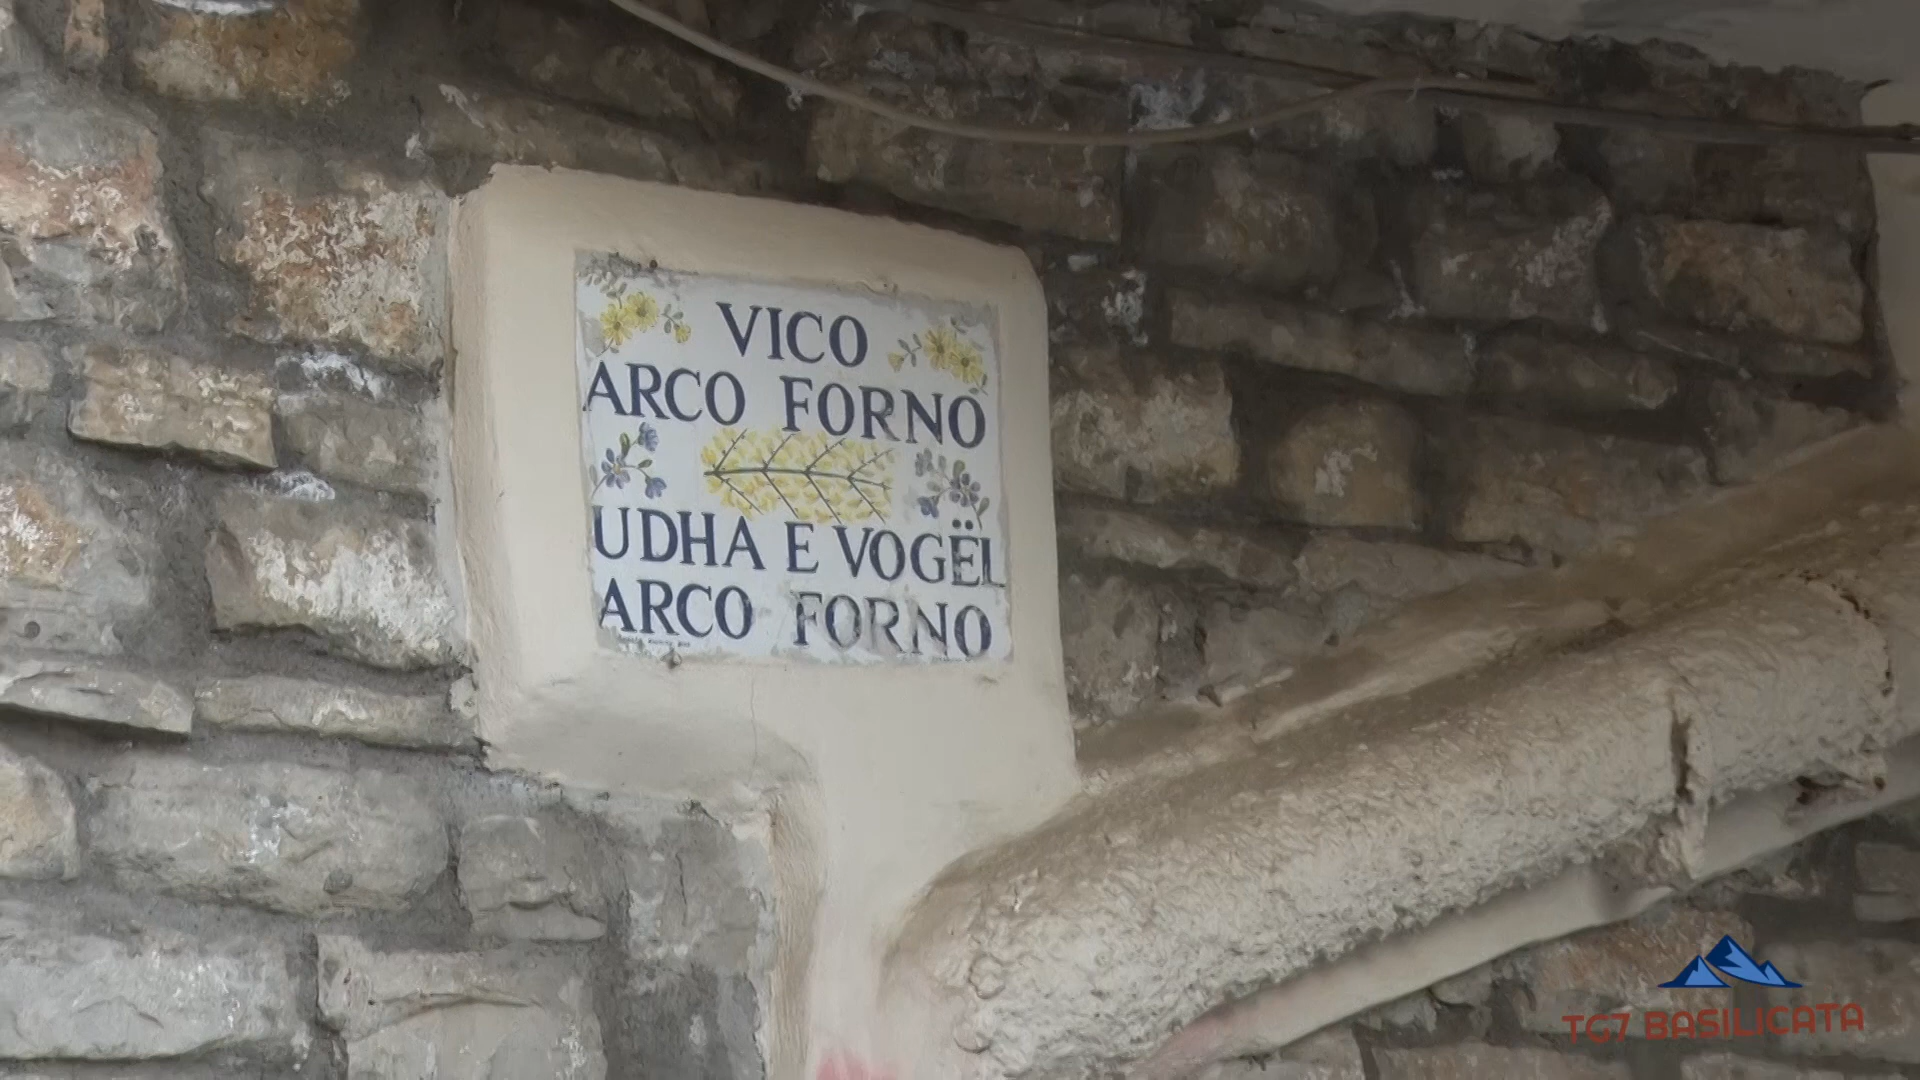 VICO
ARCO FORNO
UDHA E VOGËL
ARCO FORNO
TG7 BASILICATA